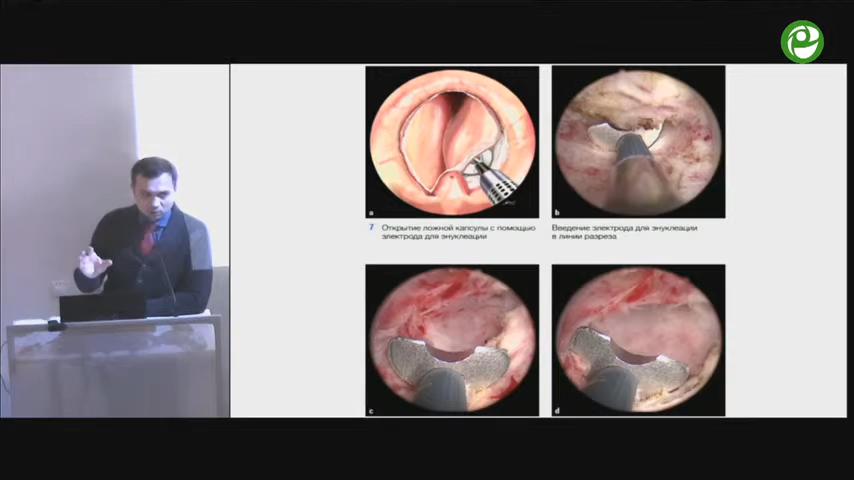 a
b
7 Открытие ложной капсулы с помощью
электрода для энуклеации
Введение электрода для энуклеации
в линии разреза
c
d